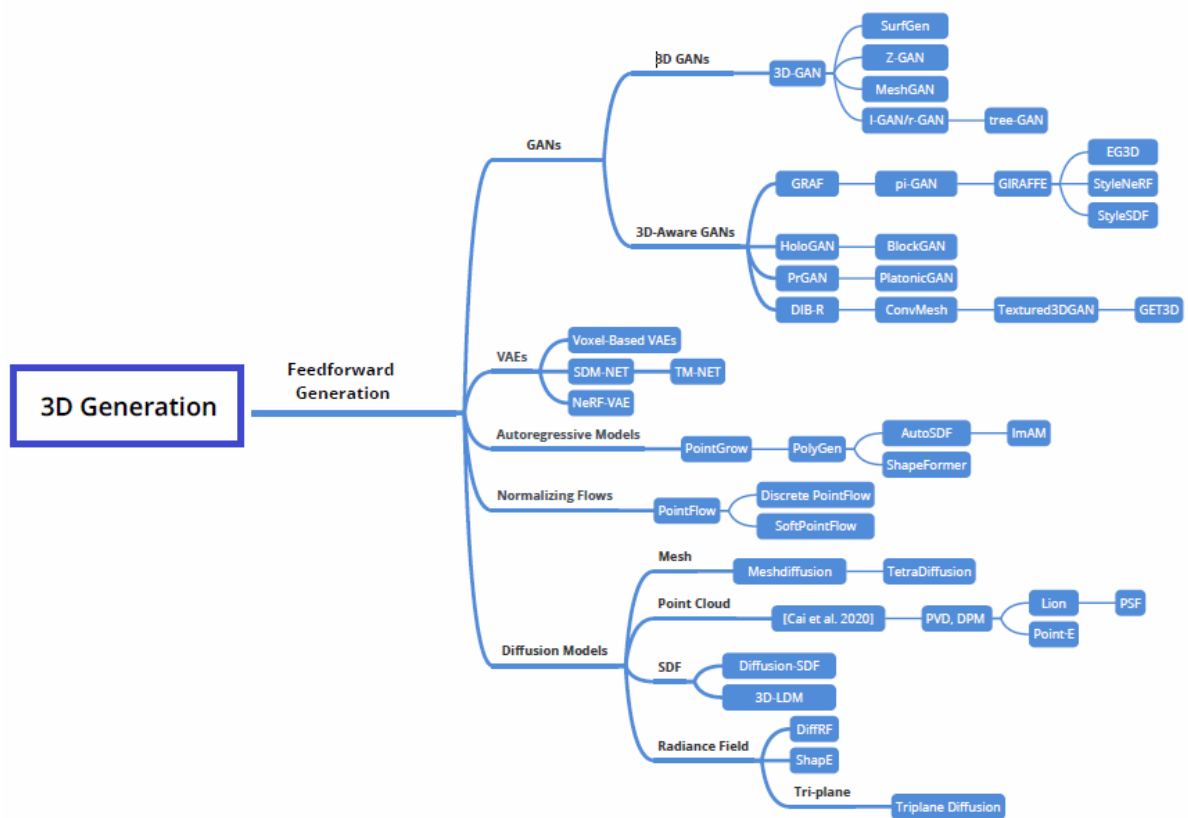 3D Generation
Feedforward
Generation
GANs
3D GANs
3D-GAN
SurfGen
Z-GAN
MeshGAN
l-GAN/r-GAN
tree-GAN
3D-Aware GANs
GRAF
pi-GAN
GIRAFFE
EG3D
StyleNeRF
StyleSDF
HoloGAN
BlockGAN
PrGAN
PlatonicGAN
DIB-R
ConvMesh
Textured3DGAN
GET3D
VAEs
Voxel-Based VAEs
SDM-NET
TM-NET
NeRF-VAE
Autoregressive Models
PointGrow
PolyGen
AutoSDF
ImAM
ShapeFormer
Normalizing Flows
PointFlow
Discrete PointFlow
SoftPointFlow
Diffusion Models
Mesh
Meshdiffusion
TetraDiffusion
Point Cloud
[Cai et al. 2020]
PVD, DPM
Lion
PSF
Point·E
SDF
Diffusion-SDF
3D-LDM
Radiance Field
DiffRF
ShapE
Tri-plane
Triplane Diffusion